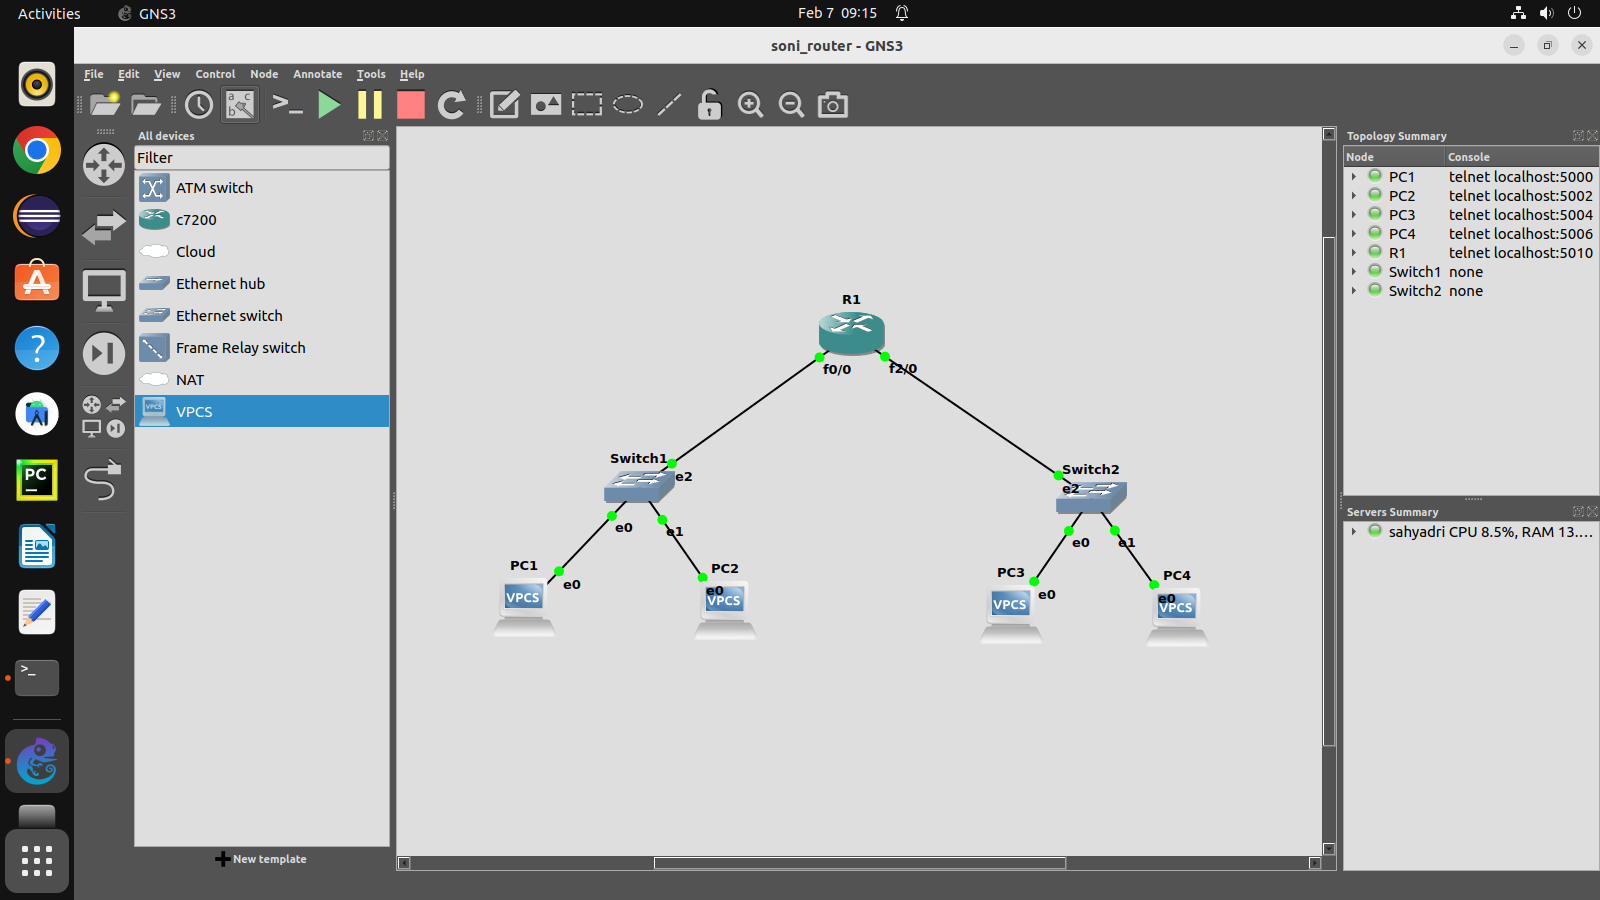 Activities GNS3 Feb 7 09:15
soni_router - GNS3
File Edit View Control Node Annotate Tools Help
a c
b
All devices
Filter
ATM switch
c7200
Cloud
Ethernet hub
Ethernet switch
Frame Relay switch
NAT
VPCS
VPCS
New template
R1
f0/0
f2/0
Switch1
e2
e0
e1
Switch2
e2
e0
e1
PC1
e0
VPCS
PC2
e0
VPCS
PC3
e0
VPCS
PC4
e0
VPCS
Topology Summary
Node Console
PC1 telnet localhost:5000
PC2 telnet localhost:5002
PC3 telnet localhost:5004
PC4 telnet localhost:5006
R1 telnet localhost:5010
Switch1 none
Switch2 none
Servers Summary
sahyadri CPU 8.5%, RAM 13....
PC
?
A
>_